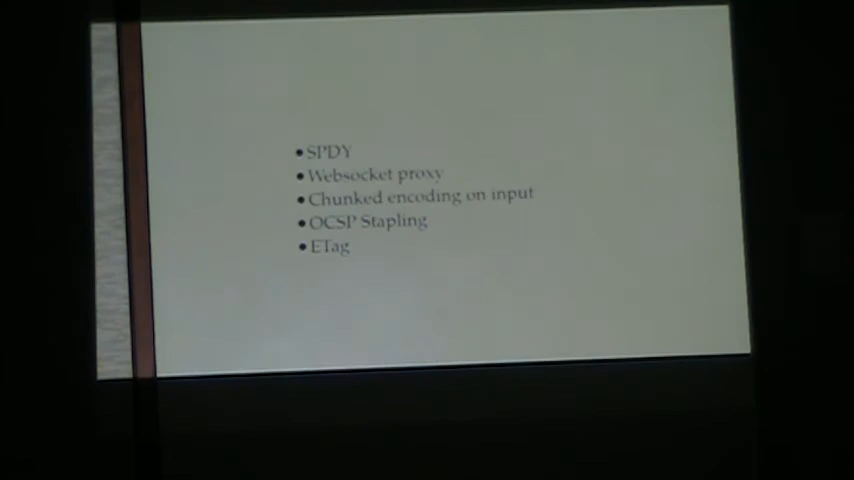 • SPDY
• Websocket proxy
• Chunked encoding on input
• OCSP Stapling
• ETag